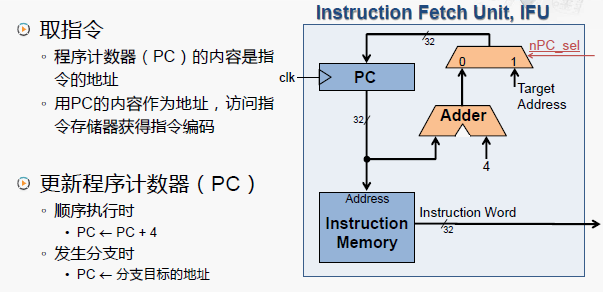 Instruction Fetch Unit, IFU
取指令
程序计数器（PC）的内容是指
令的地址
用PC的内容作为地址，访问指
令存储器获得指令编码
更新程序计数器（PC）
顺序执行时
• PC ← PC + 4
发生分支时
• PC ← 分支目标的地址
32
nPC_sel
clk
PC
0
1
Target
Address
Adder
32
4
Address
Instruction
Memory
Instruction Word
32